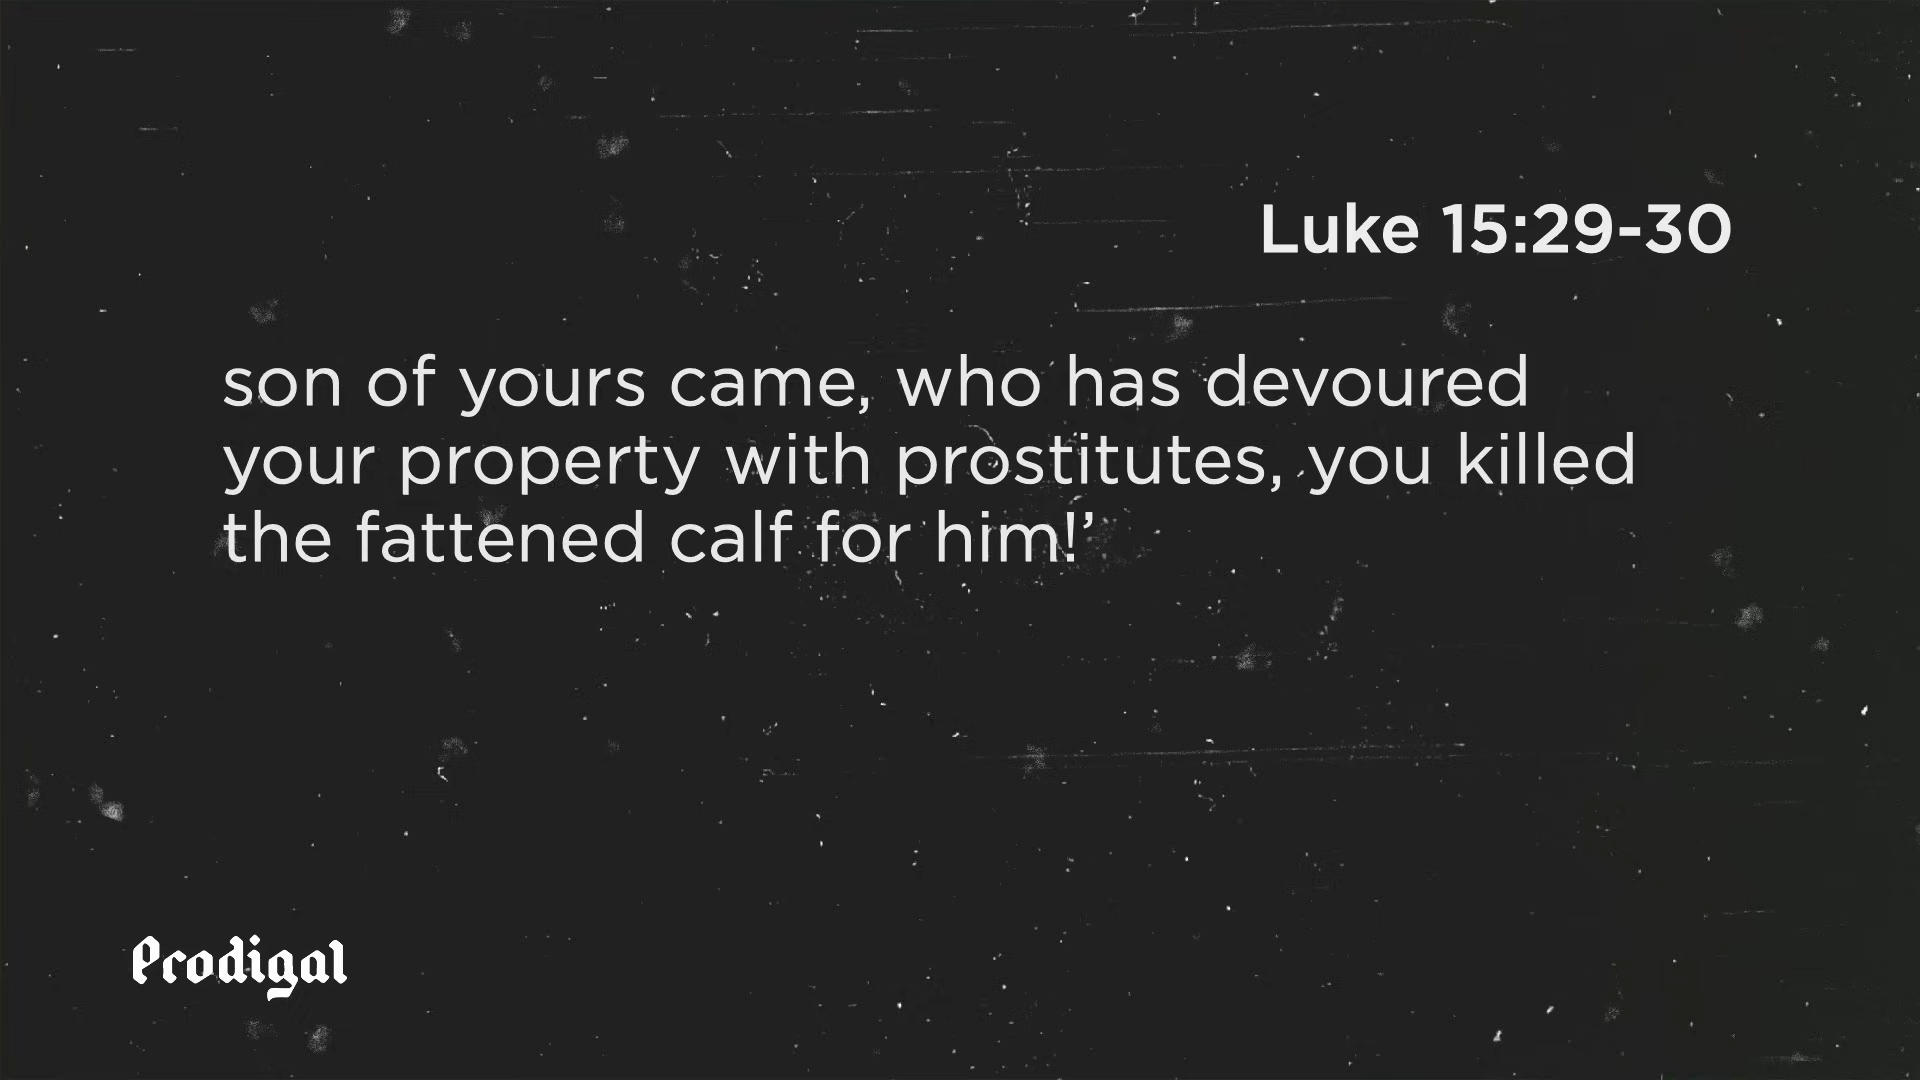 Luke 15:29-30
son of yours came, who has devoured
your property with prostitutes, you killed
the fattened calf for him!’
Prodigal